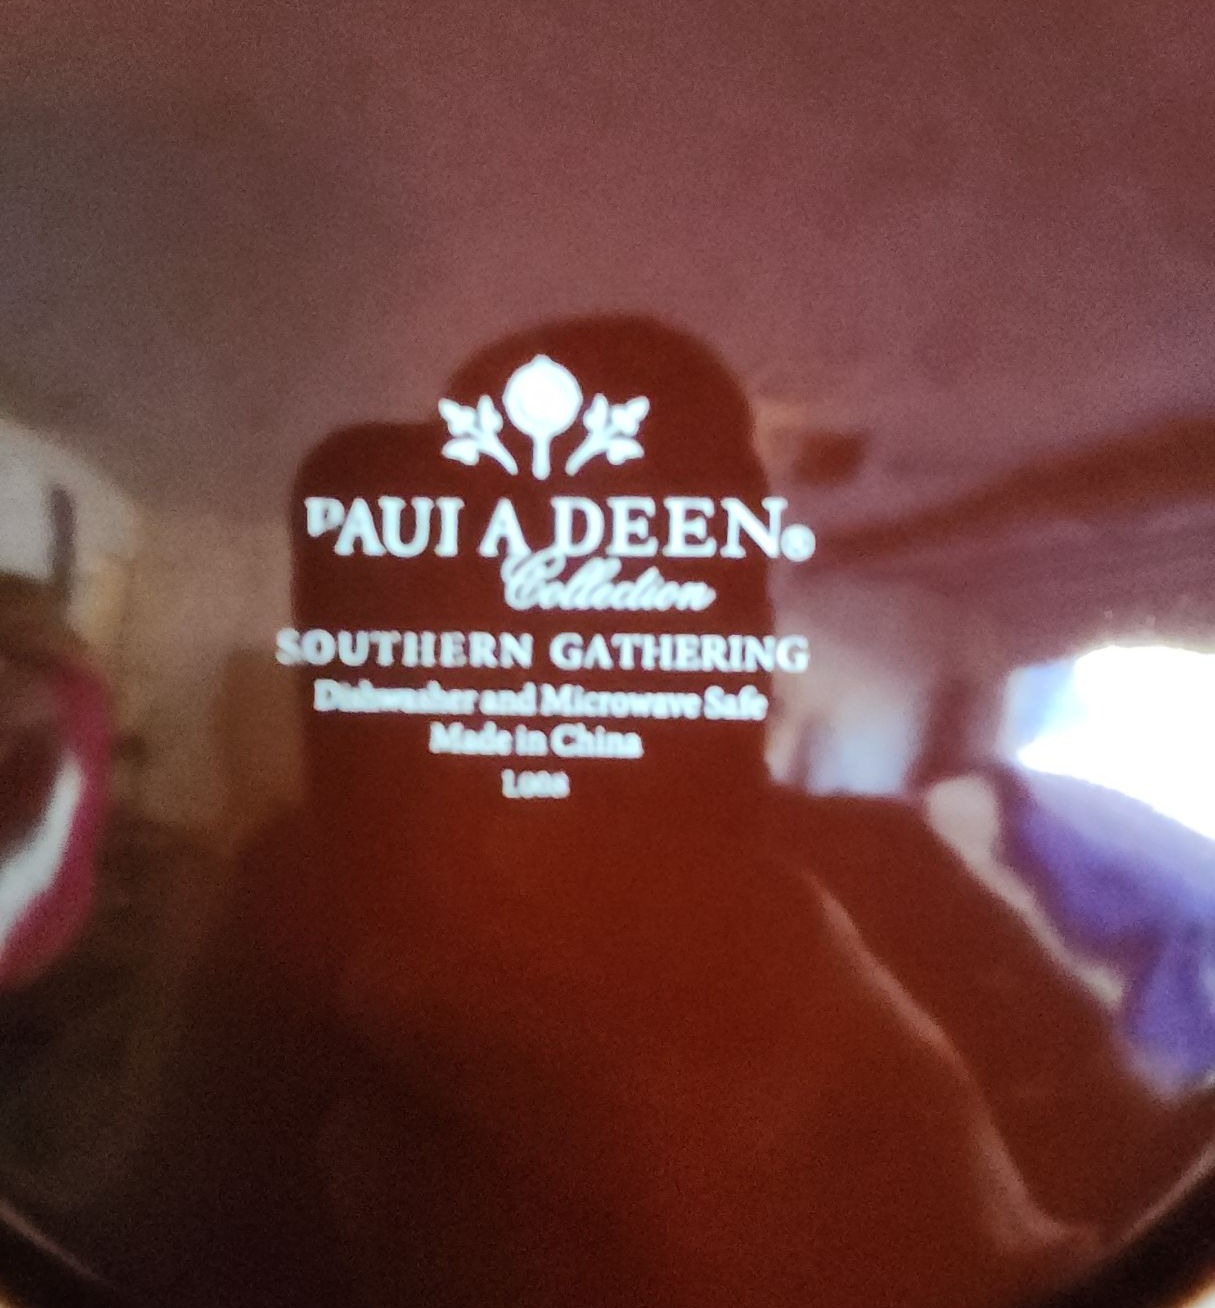 PAULA DEEN®
Collection
SOUTHERN GATHERING
Dishwasher and Microwave Safe
Made in China